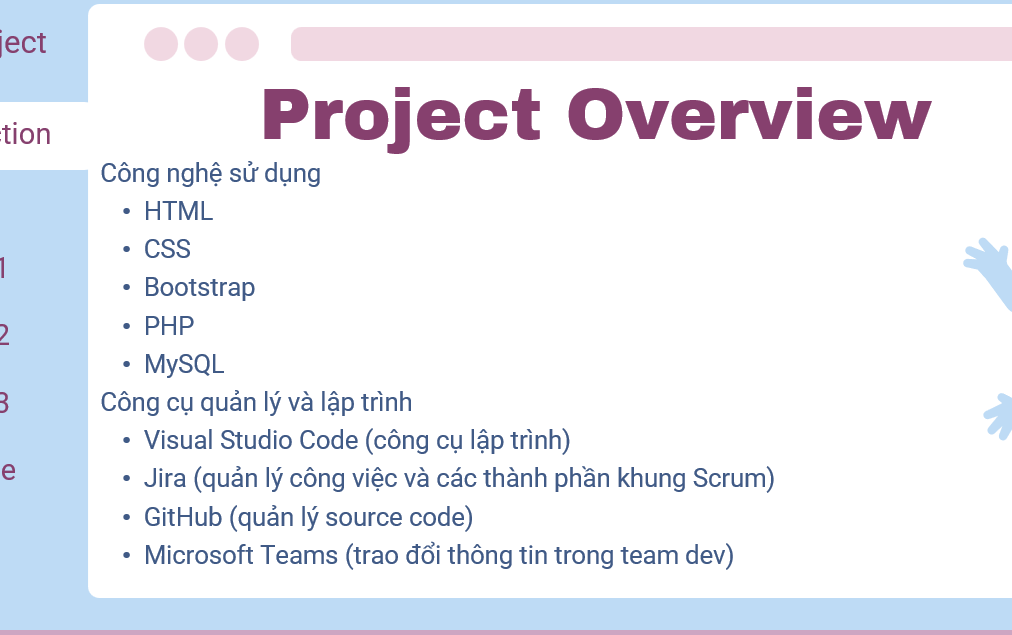 ject
ction
1
2
3
e
Project Overview
Công nghệ sử dụng
• HTML
• CSS
• Bootstrap
• PHP
• MySQL
Công cụ quản lý và lập trình
• Visual Studio Code (công cụ lập trình)
• Jira (quản lý công việc và các thành phần khung Scrum)
• GitHub (quản lý source code)
• Microsoft Teams (trao đổi thông tin trong team dev)